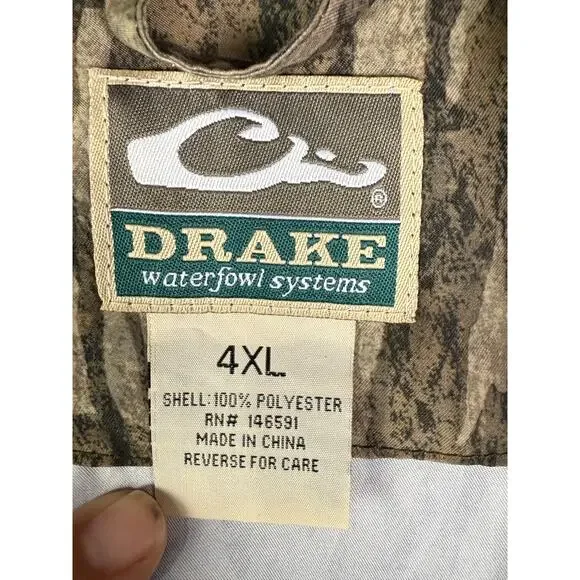 ®
DRAKE
waterfowl systems
4XL
SHELL:100% POLYESTER
RN# 146591
MADE IN CHINA
REVERSE FOR CARE